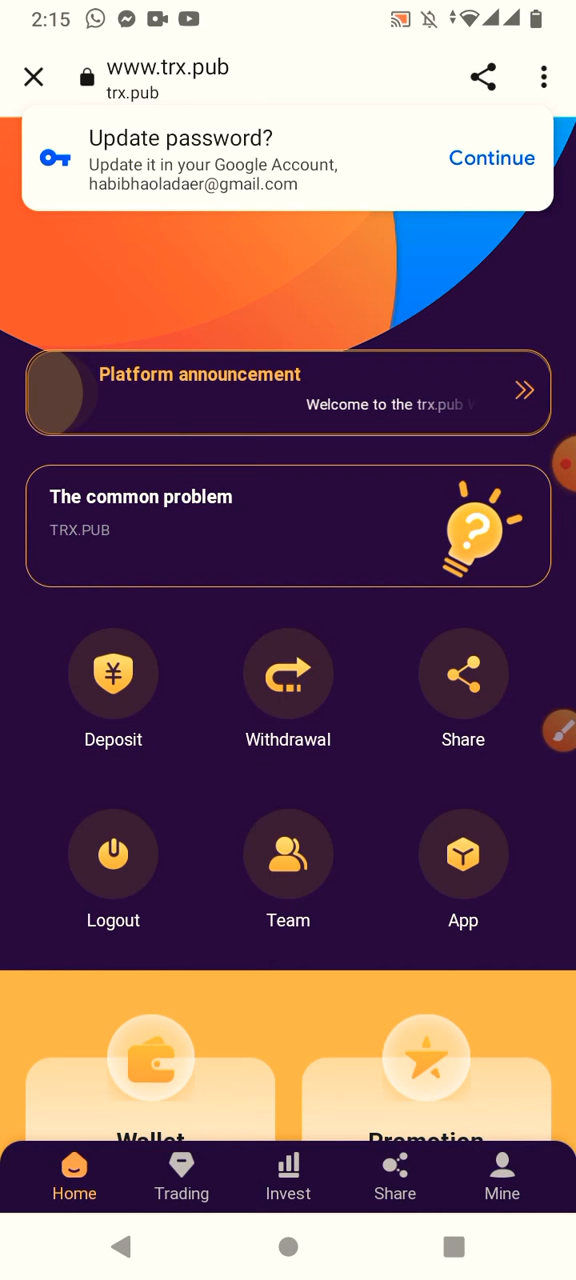 2:15
www.trx.pub
trx.pub
Update password?
Update it in your Google Account,
habibhaoladaer@gmail.com
Continue
Platform announcement
Welcome to the trx.pub
The common problem
TRX.PUB
Deposit
Withdrawal
Share
Logout
Team
App
Wallet
Promotion
Home
Trading
Invest
Share
Mine